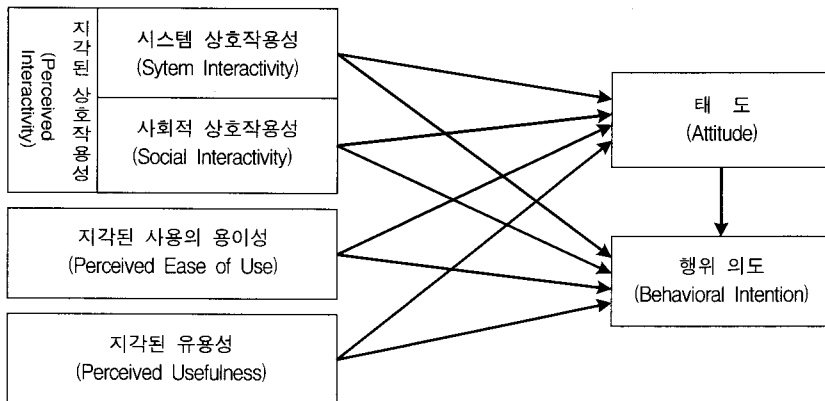 지각된 상호작용성
(Perceived Interactivity)
시스템 상호작용성
(Sytem Interactivity)
사회적 상호작용성
(Social Interactivity)
지각된 사용의 용이성
(Perceived Ease of Use)
지각된 유용성
(Perceived Usefulness)
태 도
(Attitude)
행위 의도
(Behavioral Intention)